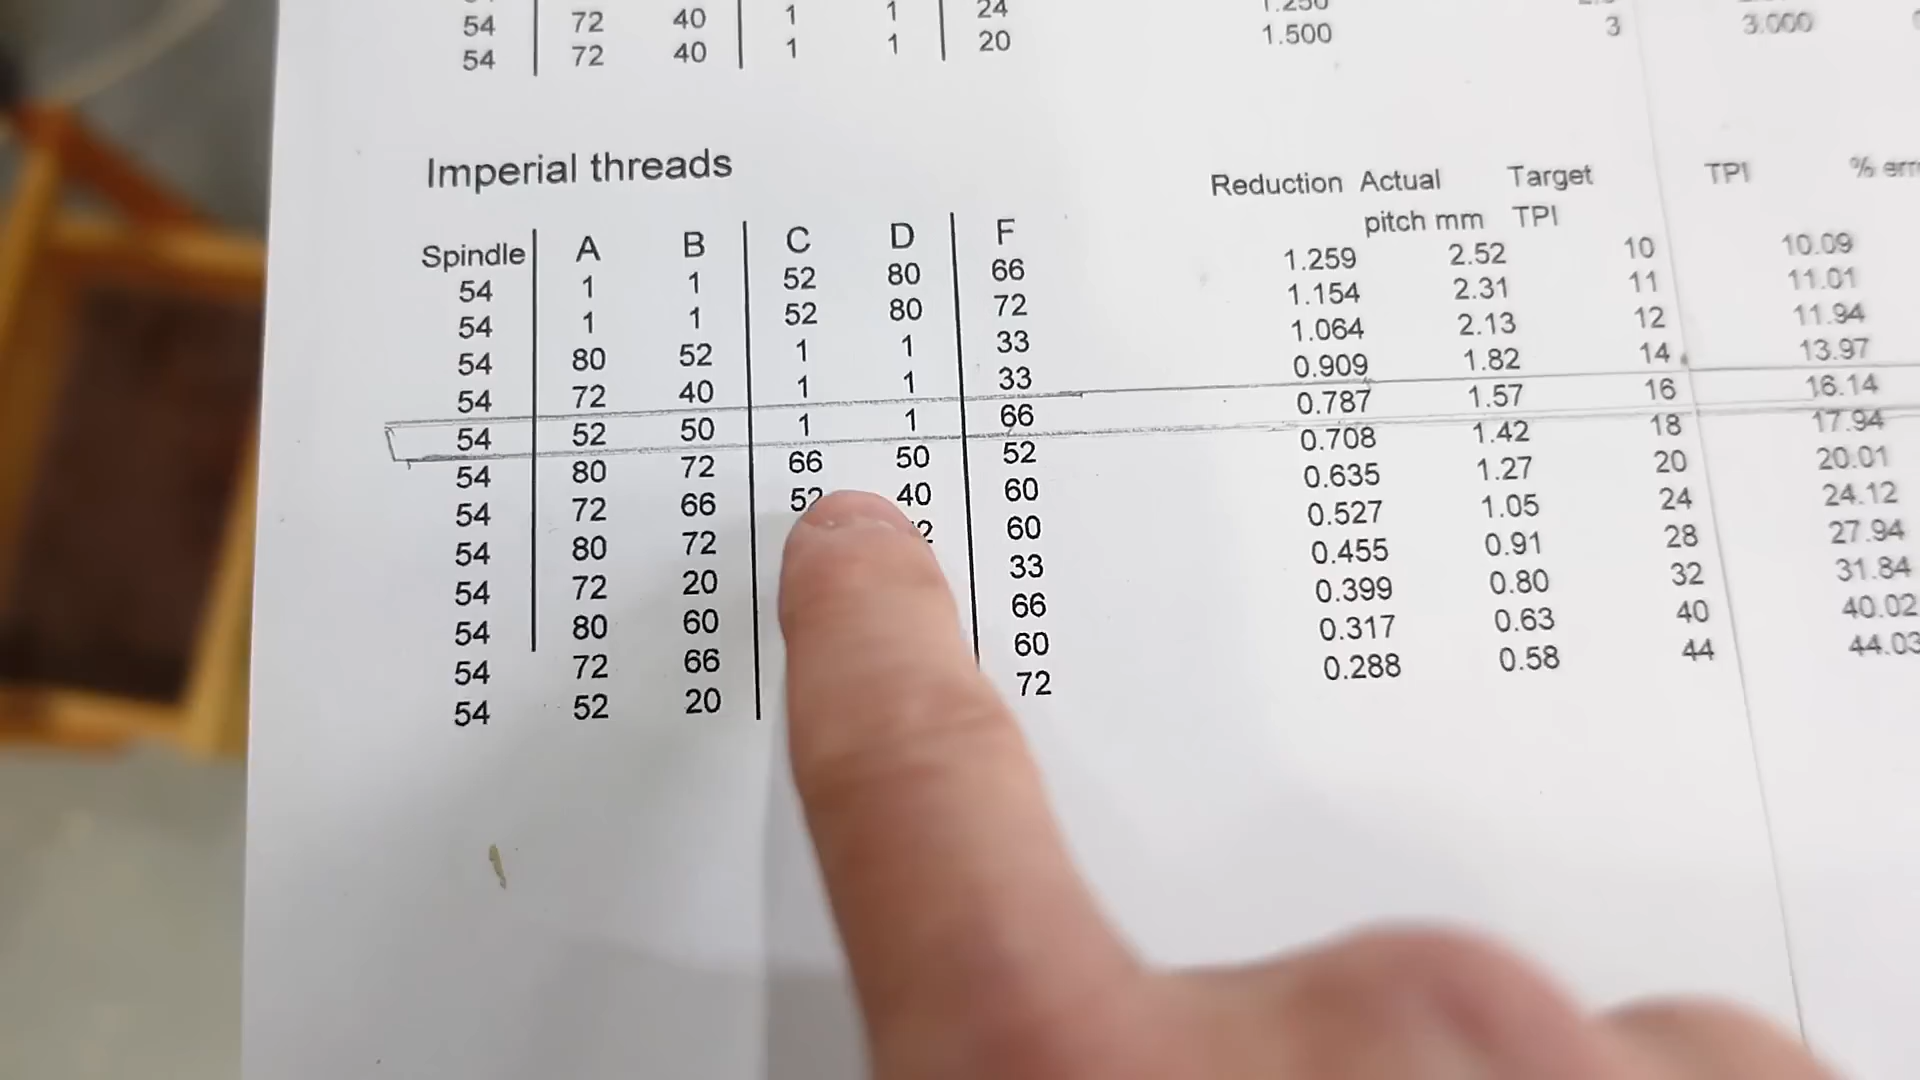 54 72 40 1 1 24
54 72 40 1 1 20 1.500 3 3.000
Imperial threads
Reduction Actual Target TPI %
pitch mm TPI
Spindle A B C D F
54 1 1 52 80 66 1.259 2.52 10 10.09
54 1 1 52 80 72 1.154 2.31 11 11.01
54 80 52 1 1 33 1.064 2.13 12 11.94
54 72 40 1 1 33 0.909 1.82 14 13.97
54 52 50 1 1 66 0.787 1.57 16 16.14
54 80 72 66 50 52 0.708 1.42 18 17.94
54 72 66 52 40 60 0.635 1.27 20 20.01
54 80 72 60 0.527 1.05 24 24.12
54 72 20 33 0.455 0.91 28 27.94
54 80 60 66 0.399 0.80 32 31.84
54 72 66 60 0.317 0.63 40 40.02
54 52 20 72 0.288 0.58 44 44.03